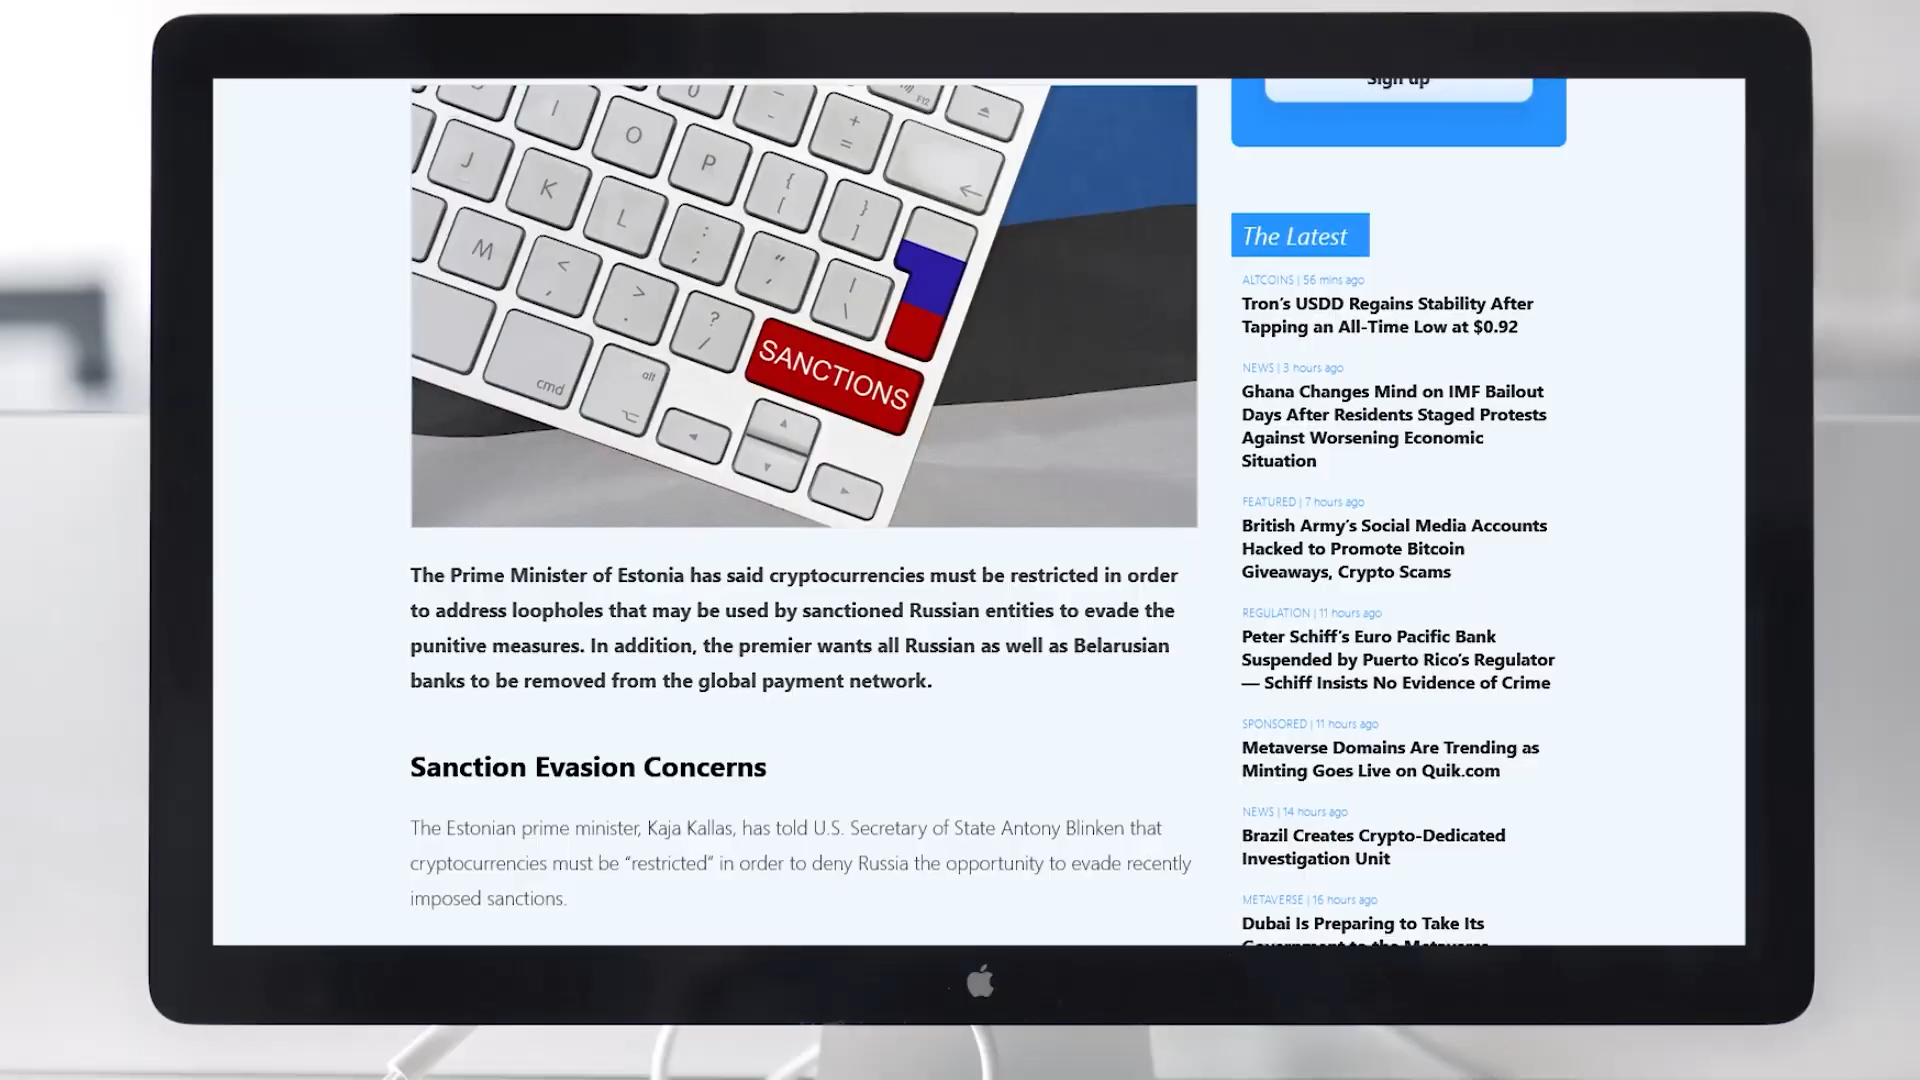 Sign up
F12
I
O
P
J
K
L
M
SANCTIONS
alt
cmd
The Prime Minister of Estonia has said cryptocurrencies must be restricted in order
to address loopholes that may be used by sanctioned Russian entities to evade the
punitive measures. In addition, the premier wants all Russian as well as Belarusian
banks to be removed from the global payment network.
Sanction Evasion Concerns
The Estonian prime minister, Kaja Kallas, has told U.S. Secretary of State Antony Blinken that
cryptocurrencies must be “restricted” in order to deny Russia the opportunity to evade recently
imposed sanctions.
The Latest
ALTCOINS | 56 mins ago
Tron’s USDD Regains Stability After
Tapping an All-Time Low at $0.92
NEWS | 3 hours ago
Ghana Changes Mind on IMF Bailout
Days After Residents Staged Protests
Against Worsening Economic
Situation
FEATURED | 7 hours ago
British Army’s Social Media Accounts
Hacked to Promote Bitcoin
Giveaways, Crypto Scams
REGULATION | 11 hours ago
Peter Schiff’s Euro Pacific Bank
Suspended by Puerto Rico’s Regulator
— Schiff Insists No Evidence of Crime
SPONSORED | 11 hours ago
Metaverse Domains Are Trending as
Minting Goes Live on Quik.com
NEWS | 14 hours ago
Brazil Creates Crypto-Dedicated
Investigation Unit
METAVERSE | 16 hours ago
Dubai Is Preparing to Take Its
Government to the Metaverse